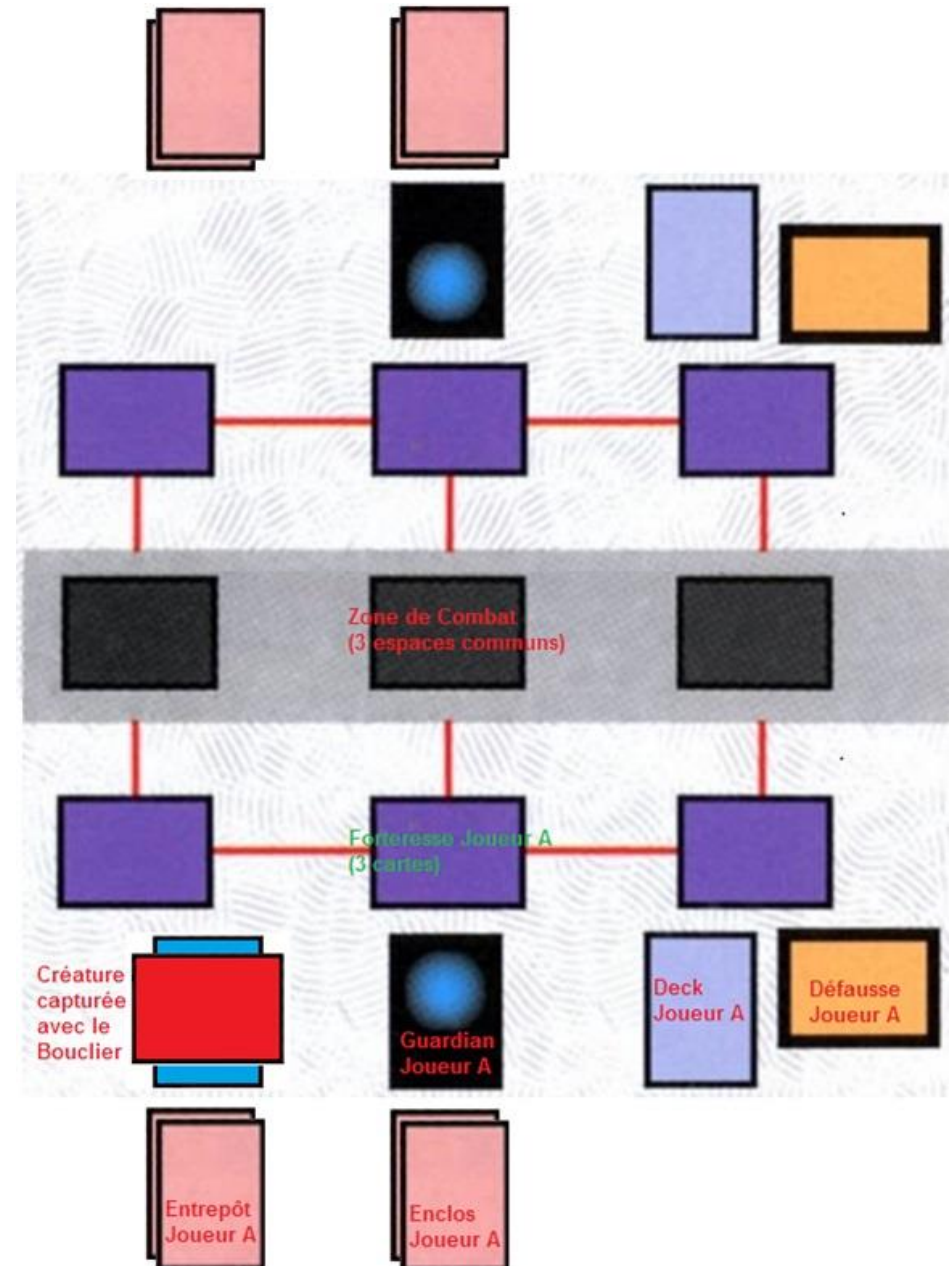 Zone de Combat
(3 espaces communs)
Forteresse Joueur A
(3 cartes)
Créature
capturée
avec le
Bouclier
Guardian
Joueur A
Deck
Joueur A
Défausse
Joueur A
Entrepôt
Joueur A
Enclos
Joueur A